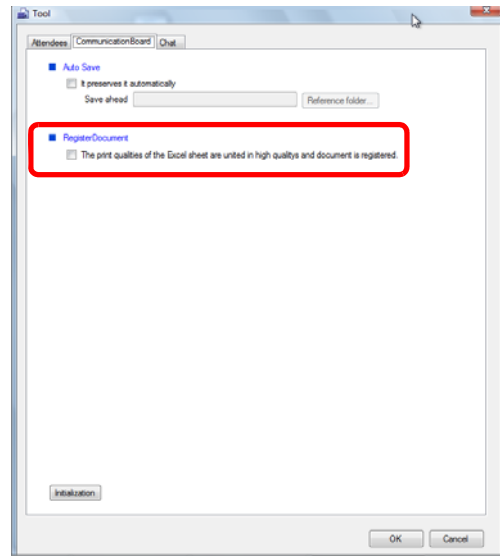 Tool
Attendees CommunicationBoard Chat
Auto Save
It preserves it automatically
Save ahead Reference folder...
RegisterDocument
The print qualities of the Excel sheet are united in high qualitys and document is registered.
Initialization
OK Cancel